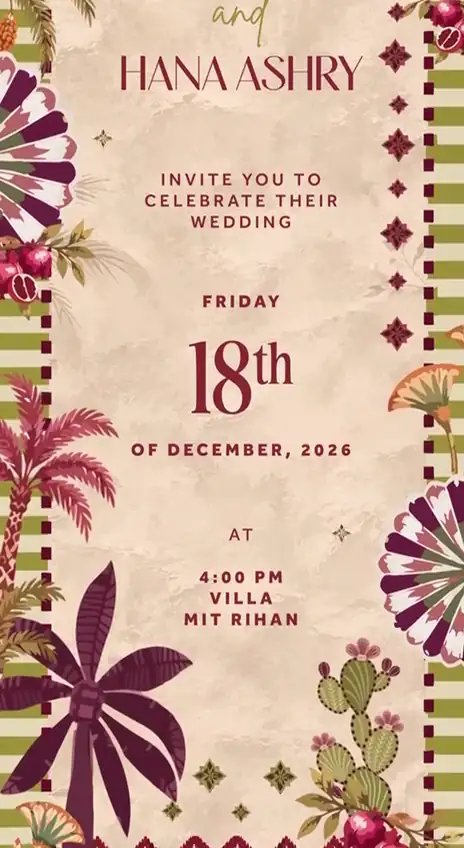 and
HANA ASHRY
INVITE YOU TO
CELEBRATE THEIR
WEDDING
FRIDAY
18th
OF DECEMBER, 2026
AT
4:00 PM
VILLA
MIT RIHAN